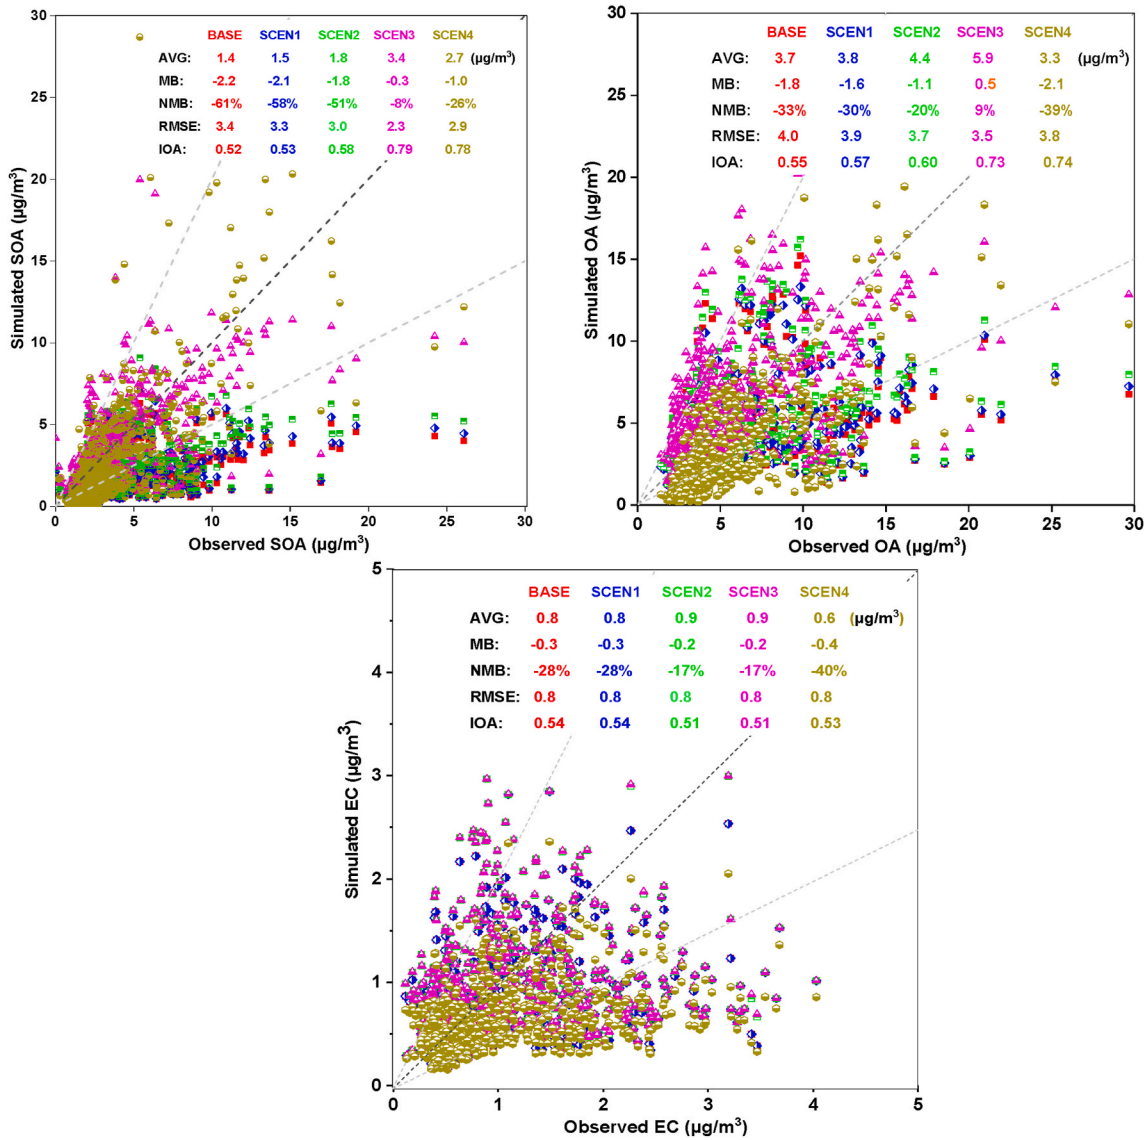 30
25
20
15
10
5
0
Simulated SOA (µg/m³)
BASE SCEN1 SCEN2 SCEN3 SCEN4
AVG: 1.4 1.5 1.8 3.4 2.7 (µg/m³)
MB: -2.2 -2.1 -1.8 -0.3 -1.0
NMB: -61% -58% -51% -8% -26%
RMSE: 3.4 3.3 3.0 2.3 2.9
IOA: 0.52 0.53 0.58 0.79 0.78
0 5 10 15 20 25 30
Observed SOA (µg/m³)
30
25
20
15
10
5
0
Simulated OA (µg/m³)
BASE SCEN1 SCEN2 SCEN3 SCEN4
AVG: 3.7 3.8 4.4 5.9 3.3 (µg/m³)
MB: -1.8 -1.6 -1.1 0.5 -2.1
NMB: -33% -30% -20% 9% -39%
RMSE: 4.0 3.9 3.7 3.5 3.8
IOA: 0.55 0.57 0.60 0.73 0.74
0 5 10 15 20 25 30
Observed OA (µg/m³)
5
4
3
2
1
0
Simulated EC (µg/m³)
BASE SCEN1 SCEN2 SCEN3 SCEN4
AVG: 0.8 0.8 0.9 0.9 0.6 (µg/m³)
MB: -0.3 -0.3 -0.2 -0.2 -0.4
NMB: -28% -28% -17% -17% -40%
RMSE: 0.8 0.8 0.8 0.8 0.8
IOA: 0.54 0.54 0.51 0.51 0.53
0 1 2 3 4 5
Observed EC (µg/m³)